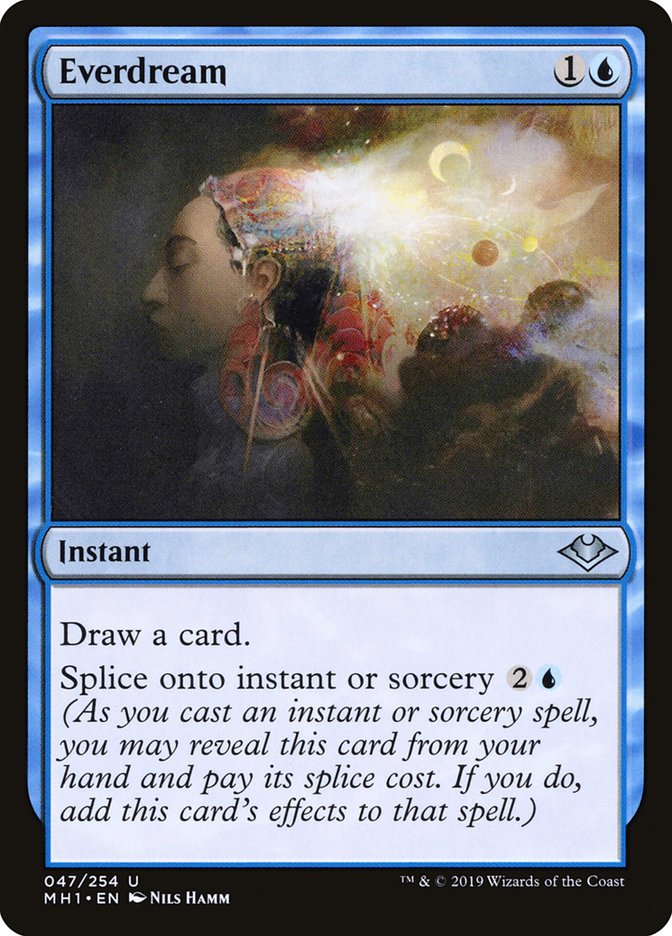 Everdream 1
Instant
Draw a card.
Splice onto instant or sorcery 2
(As you cast an instant or sorcery spell,
you may reveal this card from your
hand and pay its splice cost. If you do,
add this card's effects to that spell.)
047/254 U
MH1•EN Nils Hamm
™ & © 2019 Wizards of the Coast